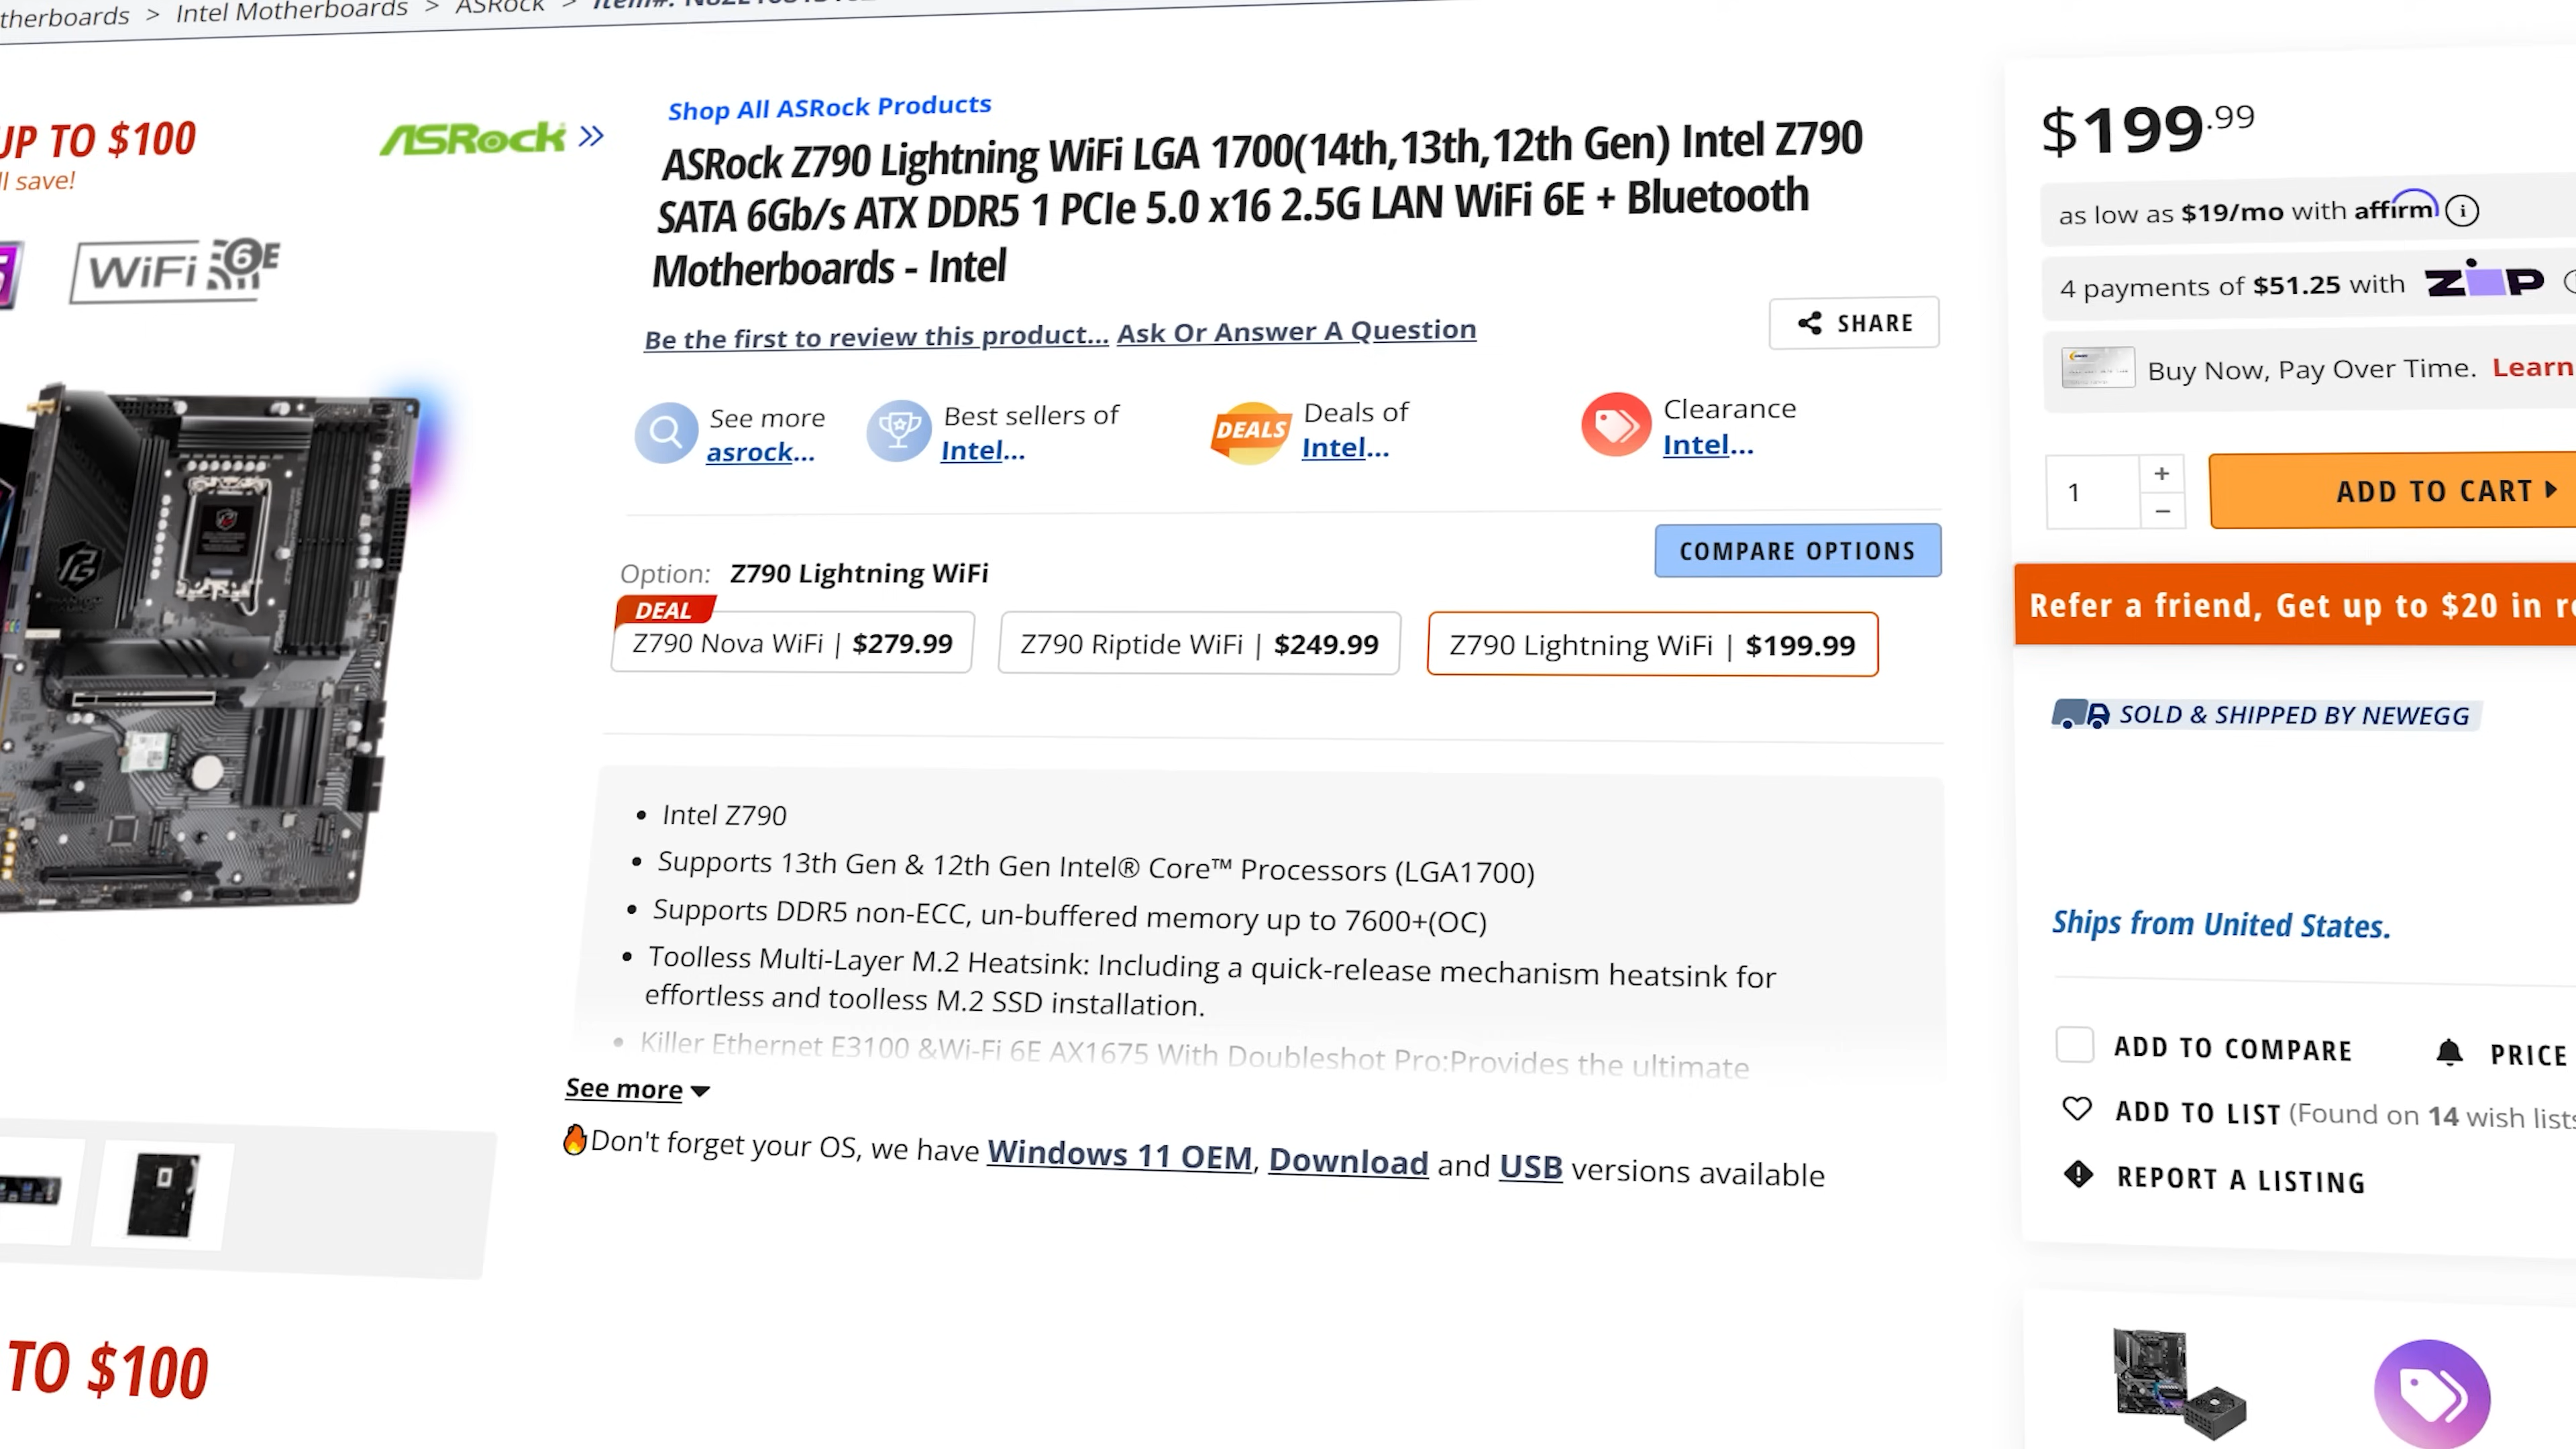 > Intel Motherboards > ASRock >
UP TO $100
ll save!
ASRock »
WiFi 6E
Shop All ASRock Products
ASRock Z790 Lightning WiFi LGA 1700(14th,13th,12th Gen) Intel Z790
SATA 6Gb/s ATX DDR5 1 PCIe 5.0 x16 2.5G LAN WiFi 6E + Bluetooth
Motherboards - Intel
Be the first to review this product... Ask Or Answer A Question
SHARE
See more
asrock...
Best sellers of
Intel...
DEALS
Deals of
Intel...
Clearance
Intel...
COMPARE OPTIONS
Option: Z790 Lightning WiFi
DEAL
Z790 Nova WiFi | $279.99
Z790 Riptide WiFi | $249.99
Z790 Lightning WiFi | $199.99
• Intel Z790
• Supports 13th Gen & 12th Gen Intel® Core™ Processors (LGA1700)
• Supports DDR5 non-ECC, un-buffered memory up to 7600+(OC)
• Toolless Multi-Layer M.2 Heatsink: Including a quick-release mechanism heatsink for
effortless and toolless M.2 SSD installation.
• Killer Ethernet E3100 &Wi-Fi 6E AX1675 With Doubleshot Pro:Provides the ultimate
See more
🔥Don't forget your OS, we have Windows 11 OEM, Download and USB versions available
TO $100
$199.99
as low as $19/mo with affirm
4 payments of $51.25 with ZIP
Buy Now, Pay Over Time. Learn
1
+
−
ADD TO CART
Refer a friend, Get up to $20 in
SOLD & SHIPPED BY NEWEGG
Ships from United States.
ADD TO COMPARE
PRICE
ADD TO LIST (Found on 14 wish lists
REPORT A LISTING